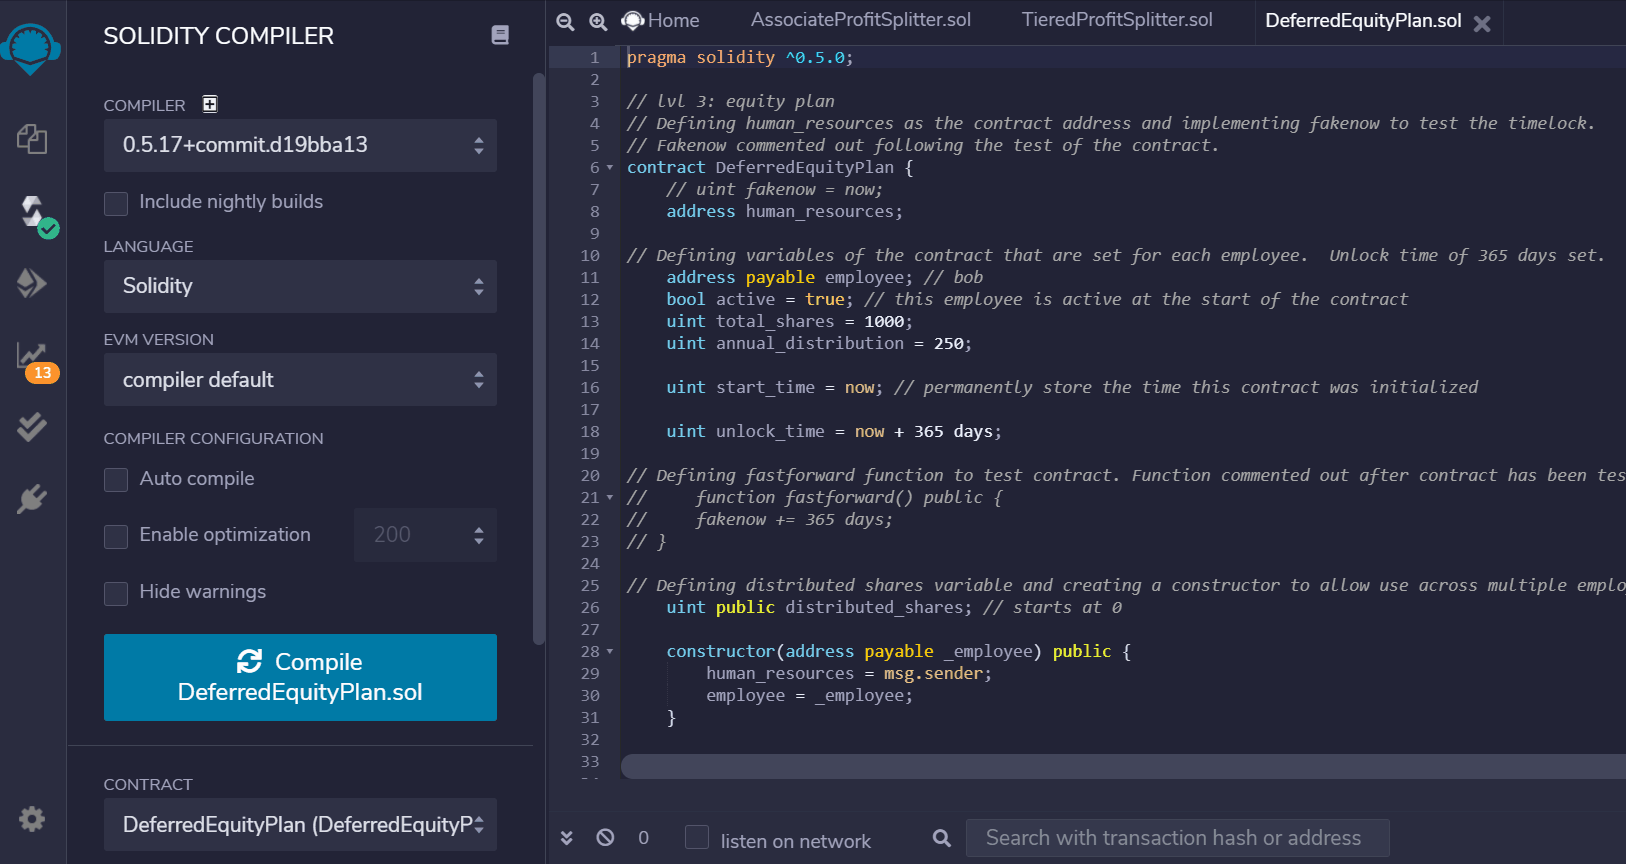 SOLIDITY COMPILER
COMPILER
0.5.17+commit.d19bba13
Include nightly builds
LANGUAGE
Solidity
EVM VERSION
compiler default
COMPILER CONFIGURATION
Auto compile
Enable optimization
200
Hide warnings
Compile
DeferredEquityPlan.sol
CONTRACT
DeferredEquityPlan (DeferredEquityP
13
Home AssociateProfitSplitter.sol TieredProfitSplitter.sol DeferredEquityPlan.sol
1 pragma solidity ^0.5.0;
2
3 // lvl 3: equity plan
4 // Defining human_resources as the contract address and implementing fakenow to test the timelock.
5 // Fakenow commented out following the test of the contract.
6 contract DeferredEquityPlan {
7 // uint fakenow = now;
8 address human_resources;
9
10 // Defining variables of the contract that are set for each employee.  Unlock time of 365 days set.
11 address payable employee; // bob
12 bool active = true; // this employee is active at the start of the contract
13 uint total_shares = 1000;
14 uint annual_distribution = 250;
15
16 uint start_time = now; // permanently store the time this contract was initialized
17
18 uint unlock_time = now + 365 days;
19
20 // Defining fastforward function to test contract. Function commented out after contract has been tes
21 // function fastforward() public {
22 // fakenow += 365 days;
23 // }
24
25 // Defining distributed shares variable and creating a constructor to allow use across multiple emplo
26 uint public distributed_shares; // starts at 0
27
28 constructor(address payable _employee) public {
29 human_resources = msg.sender;
30 employee = _employee;
31 }
32
33
0 listen on network Search with transaction hash or address